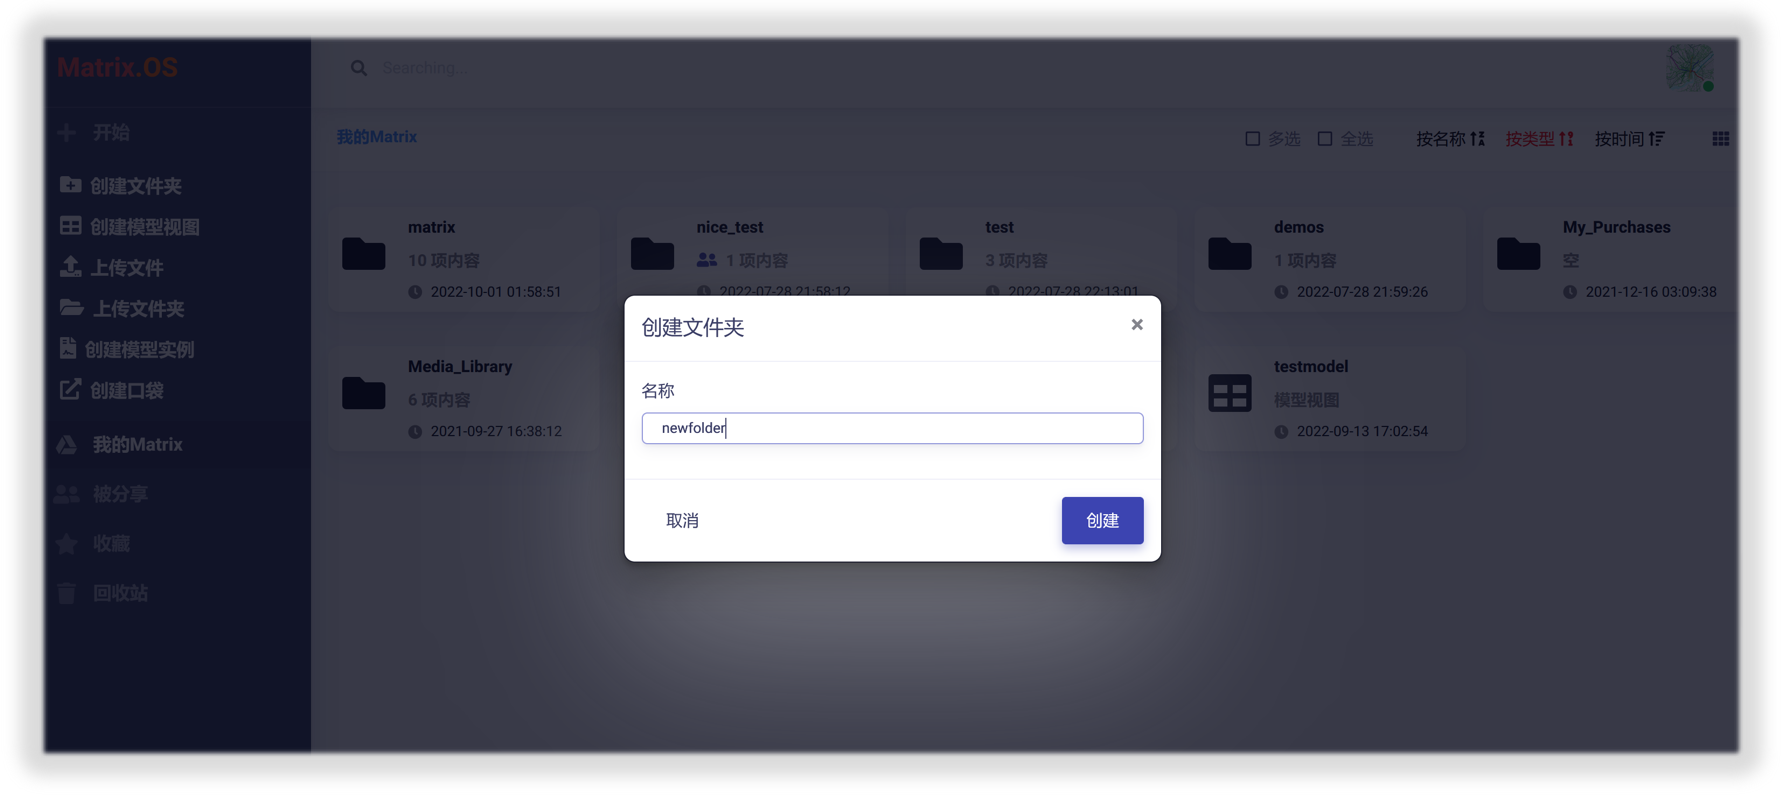 Matrix.OS
Searching...
开始
创建文件夹
创建模型视图
上传文件
上传文件夹
创建模型实例
创建口袋
我的Matrix
被分享
收藏
回收站
我的Matrix
多选 全选 按名称 按类型 按时间
matrix
10 项内容
2022-10-01 01:58:51
nice_test
1 项内容
2022-07-28 21:58:12
test
3 项内容
2022-07-28 22:13:01
demos
1 项内容
2022-07-28 21:59:26
My_Purchases
空
2021-12-16 03:09:38
Media_Library
6 项内容
2021-09-27 16:38:12
testmodel
模型视图
2022-09-13 17:02:54
创建文件夹
×
名称
newfolder
取消 创建